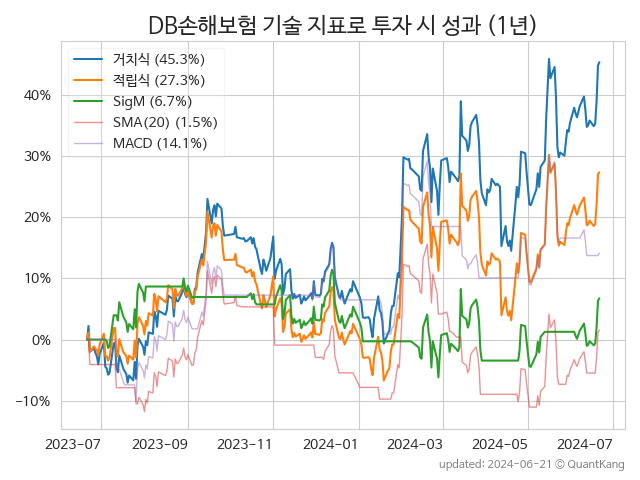 DB손해보험 기술 지표로 투자 시 성과 (1년)
거치식 (45.3%)
적립식 (27.3%)
SigM (6.7%)
SMA(20) (1.5%)
MACD (14.1%)
40%
30%
20%
10%
0%
−10%
2023-07 2023-09 2023-11 2024-01 2024-03 2024-05 2024-07
updated: 2024-06-21 © QuantKang